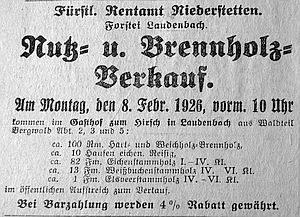 Fürstl. Rentamt Niederstetten.
Forstei Laudenbach.
Nutz- u. Brennholz-
Verkauf.
Am Montag, den 8. Febr. 1926, vorm. 10 Uhr
kommen im Gasthof zum Hirsch in Laudenbach aus Waldteil
Bergwald Abt. 2, 3 und 5:
ca. 100 Rm. Hart- und Weichholz-Brennholz,
ca. 10 Haufen eichen. Reisig,
ca. 82 Fm. Eichenstammholz I.-IV. Kl.
ca. 13 Fm. Weißbuchenstammholz IV.-VI. Kl.
ca. 1 Fm. Elsbeerstammholz IV.-VI. Kl.
im öffentlichen Aufstreich zum Verkauf.
Bei Barzahlung werden 4% Rabatt gewährt.